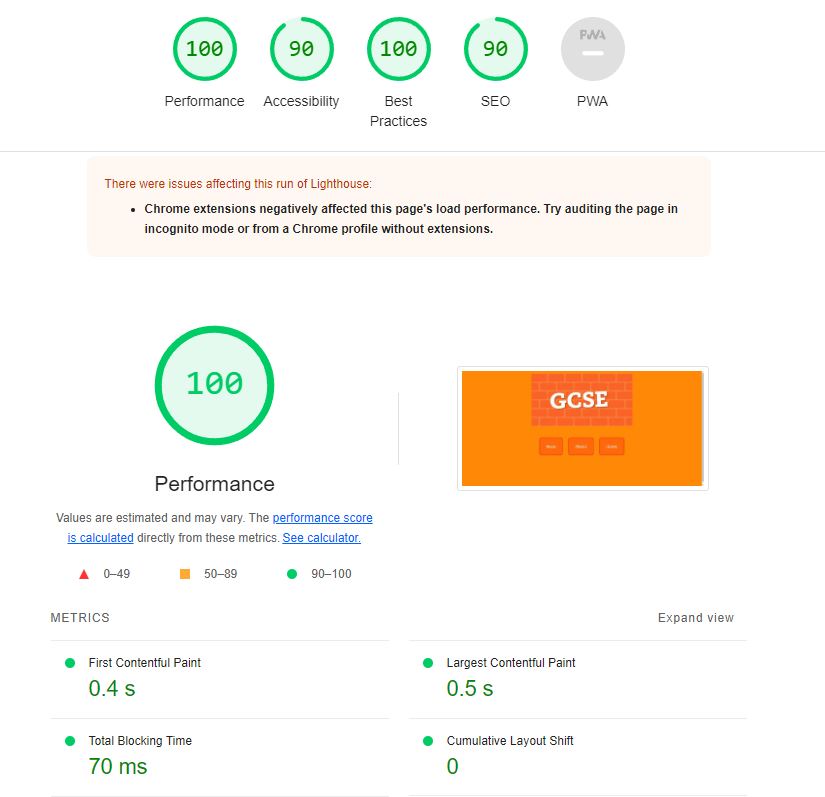 100
90
100
90
PWA
Performance
Accessibility
Best
Practices
SEO
PWA
There were issues affecting this run of Lighthouse:
• Chrome extensions negatively affected this page's load performance. Try auditing the page in
incognito mode or from a Chrome profile without extensions.
100
GCSE
Performance
Values are estimated and may vary. The performance score
is calculated directly from these metrics. See calculator.
0–49
50–89
90–100
METRICS
Expand view
First Contentful Paint
0.4 s
Largest Contentful Paint
0.5 s
Total Blocking Time
70 ms
Cumulative Layout Shift
0